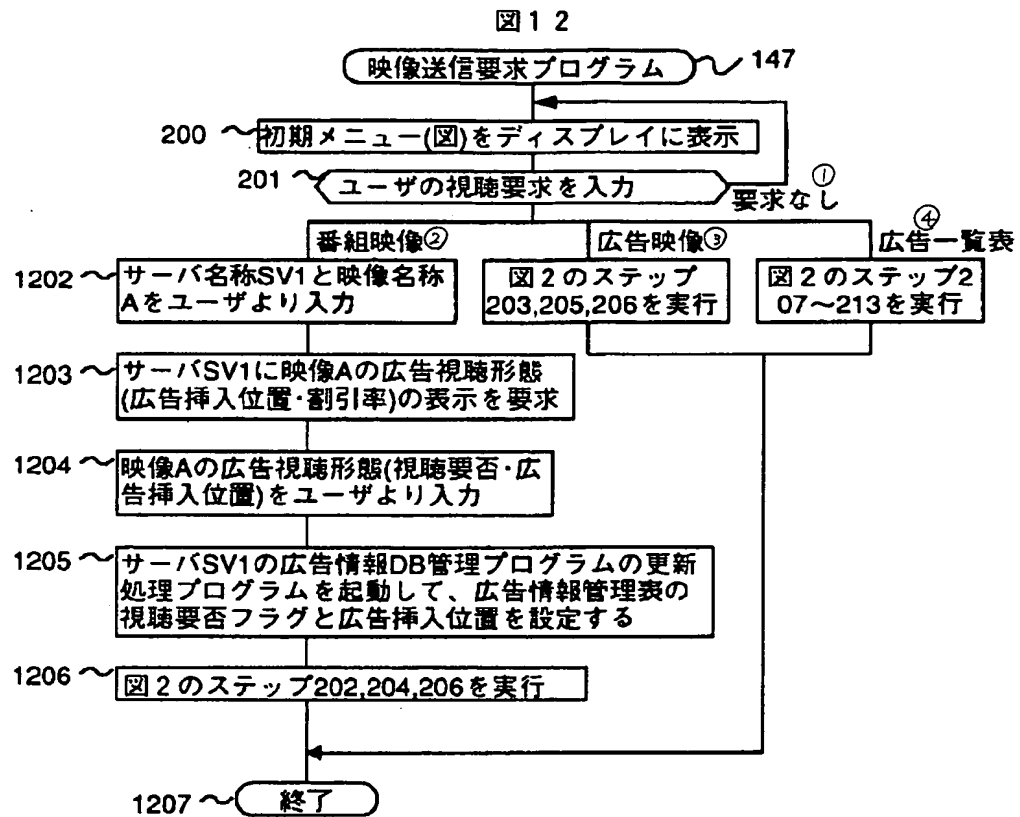 図12
映像送信要求プログラム
147
200
初期メニュー(図)をディスプレイに表示
201
ユーザの視聴要求を入力
①
要求なし
番組映像②
広告映像③
④
広告一覧表
1202
サーバ名称SV1と映像名称
Aをユーザより入力
図2のステップ
203,205,206を実行
図2のステップ2
07～213を実行
1203
サーバSV1に映像Aの広告視聴形態
(広告挿入位置・割引率)の表示を要求
1204
映像Aの広告視聴形態(視聴要否・広
告挿入位置)をユーザより入力
1205
サーバSV1の広告情報DB管理プログラムの更新
処理プログラムを起動して、広告情報管理表の
視聴要否フラグと広告挿入位置を設定する
1206
図2のステップ202,204,206を実行
1207
終了